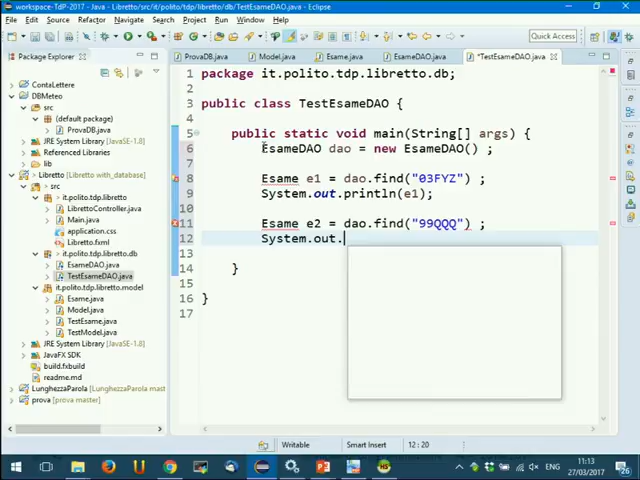 workspace-TdP - Java - Libretto/src/it/polito/tdp/libretto/db/TestEsameDAO.java - Eclipse
File Edit Source Refactor Navigate Search Project Run Window Help
Quick Access
Package Explorer
ProvaDB.java Model.java Esame.java EsameDAO.java *TestEsameDAO.java
ContaLettere
DBMeteo
src
(default package)
ProvaDB.java
JRE System Library [JavaSE-1.8]
Referenced Libraries
lib
Libretto [Libretto with_database]
src
it.polito.tdp.libretto
LibrettoController.java
Main.java
application.css
Libretto.fxml
it.polito.tdp.libretto.db
EsameDAO.java
TestEsameDAO.java
it.polito.tdp.libretto.model
Esame.java
Model.java
TestEsame.java
TestModel.java
JRE System Library [JavaSE-1.8]
JavaFX SDK
build.fxbuild
readme.md
LunghezzaParola [LunghezzaParola mast
prova [prova master]
1 package it.polito.tdp.libretto.db;
2
3 public class TestEsameDAO {
4
5 public static void main(String[] args) {
6 EsameDAO dao = new EsameDAO() ;
7
8 Esame e1 = dao.find("03FYZ") ;
9 System.out.println(e1);
10
11 Esame e2 = dao.find("99QQQ") ;
12 System.out.
13
14 }
15
16 }
17
Writable Smart Insert 12 : 20
11:13
27/03/2017